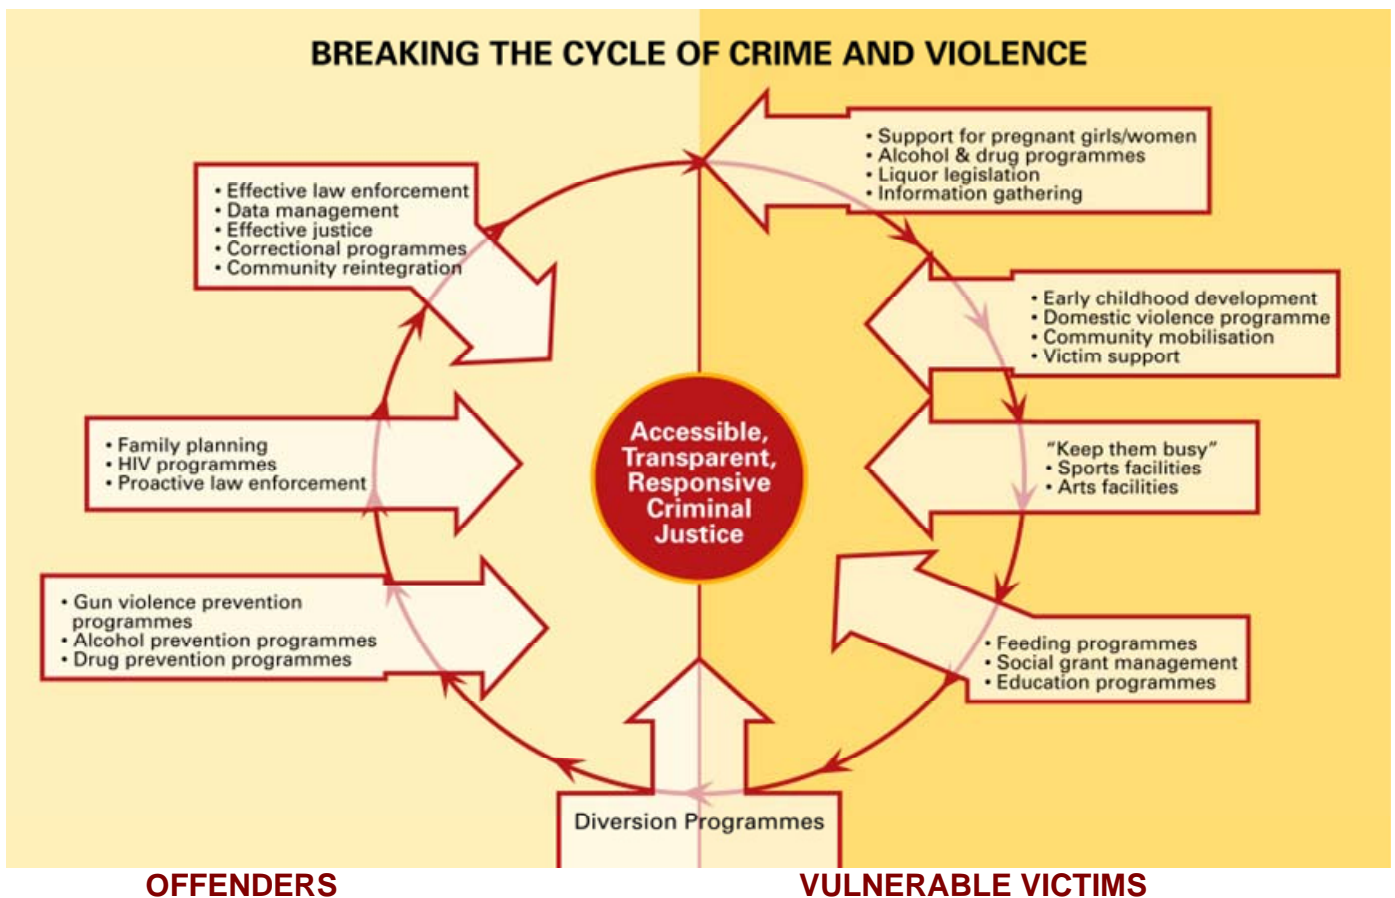 BREAKING THE CYCLE OF CRIME AND VIOLENCE
• Support for pregnant girls/women
• Alcohol & drug programmes
• Liquor legislation
• Information gathering
• Early childhood development
• Domestic violence programme
• Community mobilisation
• Victim support
“Keep them busy”
• Sports facilities
• Arts facilities
• Feeding programmes
• Social grant management
• Education programmes
Diversion Programmes
• Gun violence prevention
programmes
• Alcohol prevention programmes
• Drug prevention programmes
• Family planning
• HIV programmes
• Proactive law enforcement
• Effective law enforcement
• Data management
• Effective justice
• Correctional programmes
• Community reintegration
Accessible,
Transparent,
Responsive
Criminal
Justice
OFFENDERS
VULNERABLE VICTIMS